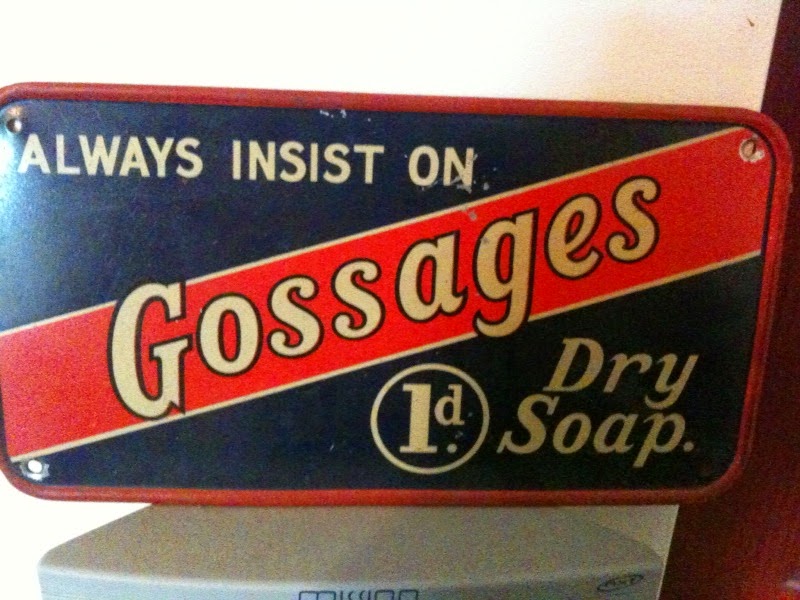 ALWAYS INSIST ON
Gossages
1d.
Dry
Soap.